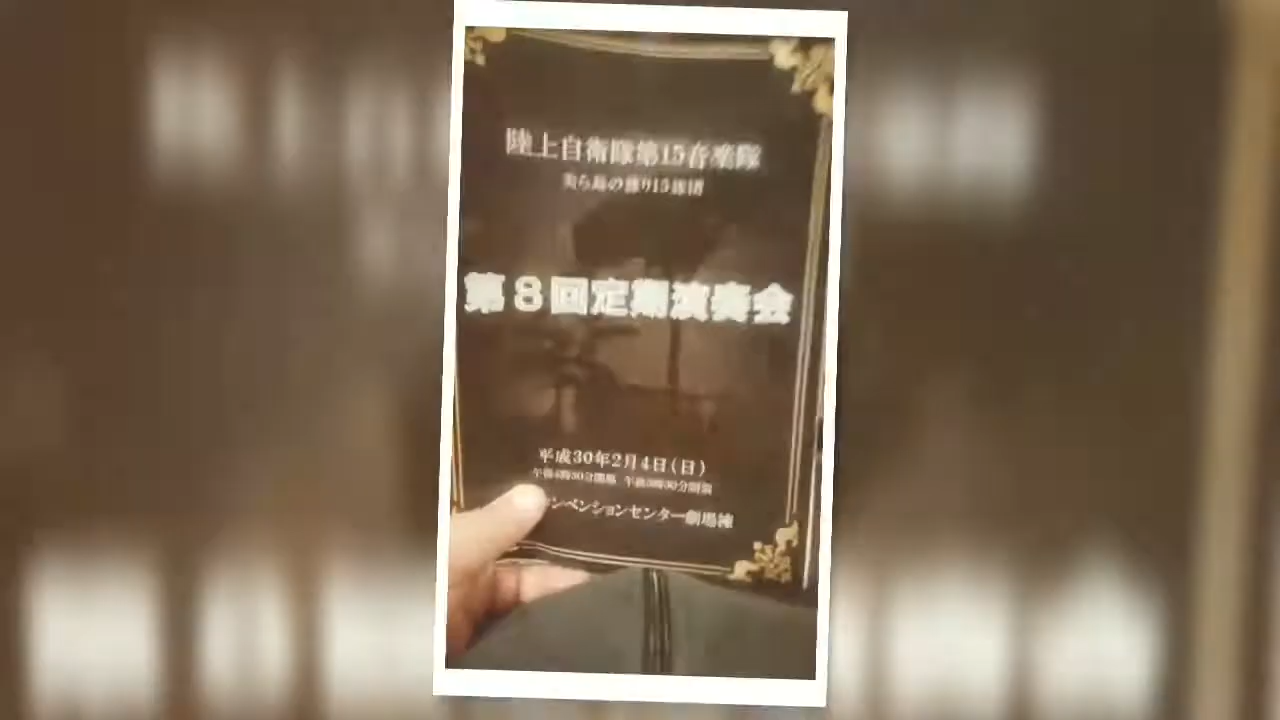 陸上自衛隊第15音楽隊
美ら島の護り15旅団
第8回定期演奏会
平成30年2月4日(日)
ンベンションセンター劇場棟